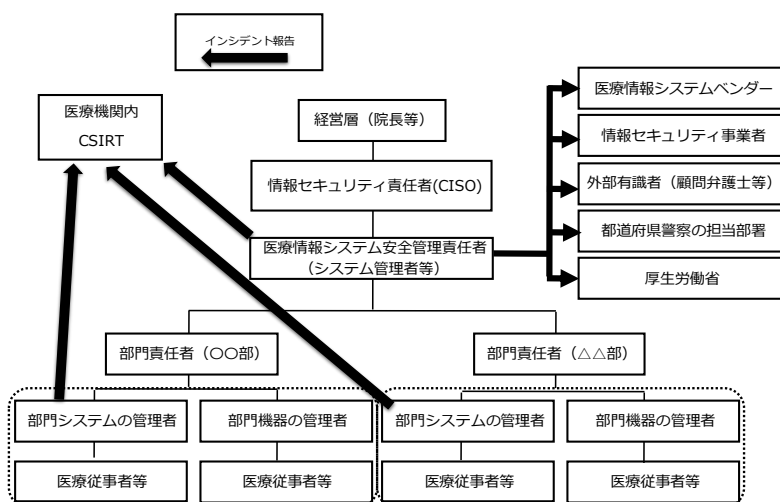 インシデント報告
医療機関内
CSIRT
経営層（院長等）
情報セキュリティ責任者(CISO)
医療情報システム安全管理責任者
（システム管理者等）
医療情報システムベンダー
情報セキュリティ事業者
外部有識者（顧問弁護士等）
都道府県警察の担当部署
厚生労働省
部門責任者（〇〇部）
部門責任者（△△部）
部門システムの管理者
部門機器の管理者
部門システムの管理者
部門機器の管理者
医療従事者等
医療従事者等
医療従事者等
医療従事者等